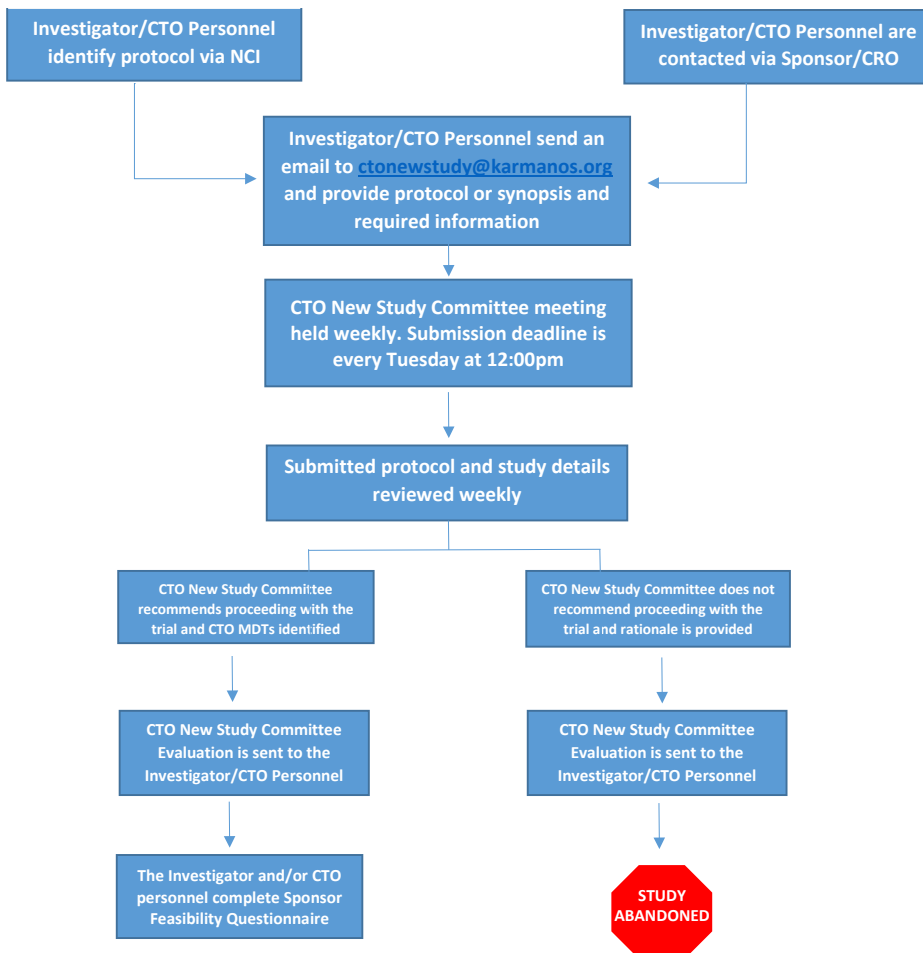 Investigator/CTO Personnel
identify protocol via NCI
Investigator/CTO Personnel are
contacted via Sponsor/CRO
Investigator/CTO Personnel send an
email to ctonewstudy@karmanos.org
and provide protocol or synopsis and
required information
CTO New Study Committee meeting
held weekly. Submission deadline is
every Tuesday at 12:00pm
Submitted protocol and study details
reviewed weekly
CTO New Study Committee
recommends proceeding with the
trial and CTO MDTs identified
CTO New Study Committee does not
recommend proceeding with the
trial and rationale is provided
CTO New Study Committee
Evaluation is sent to the
Investigator/CTO Personnel
CTO New Study Committee
Evaluation is sent to the
Investigator/CTO Personnel
The Investigator and/or CTO
personnel complete Sponsor
Feasibility Questionnaire
STUDY
ABANDONED